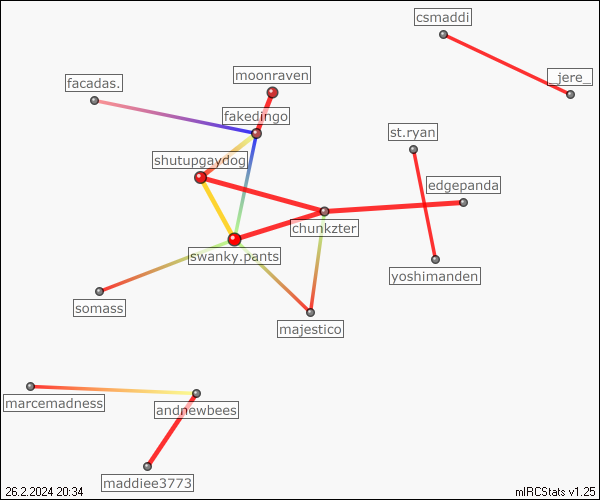 csmaddi
moonraven
facadas.
_jere_
fakedingo
st.ryan
shutupgaydog
edgepanda
chunkzter
swanky.pants
yoshimanden
somass
majestico
marcemadness
andnewbees
maddiee3773
26.2.2024 20:34
mIRCStats v1.25